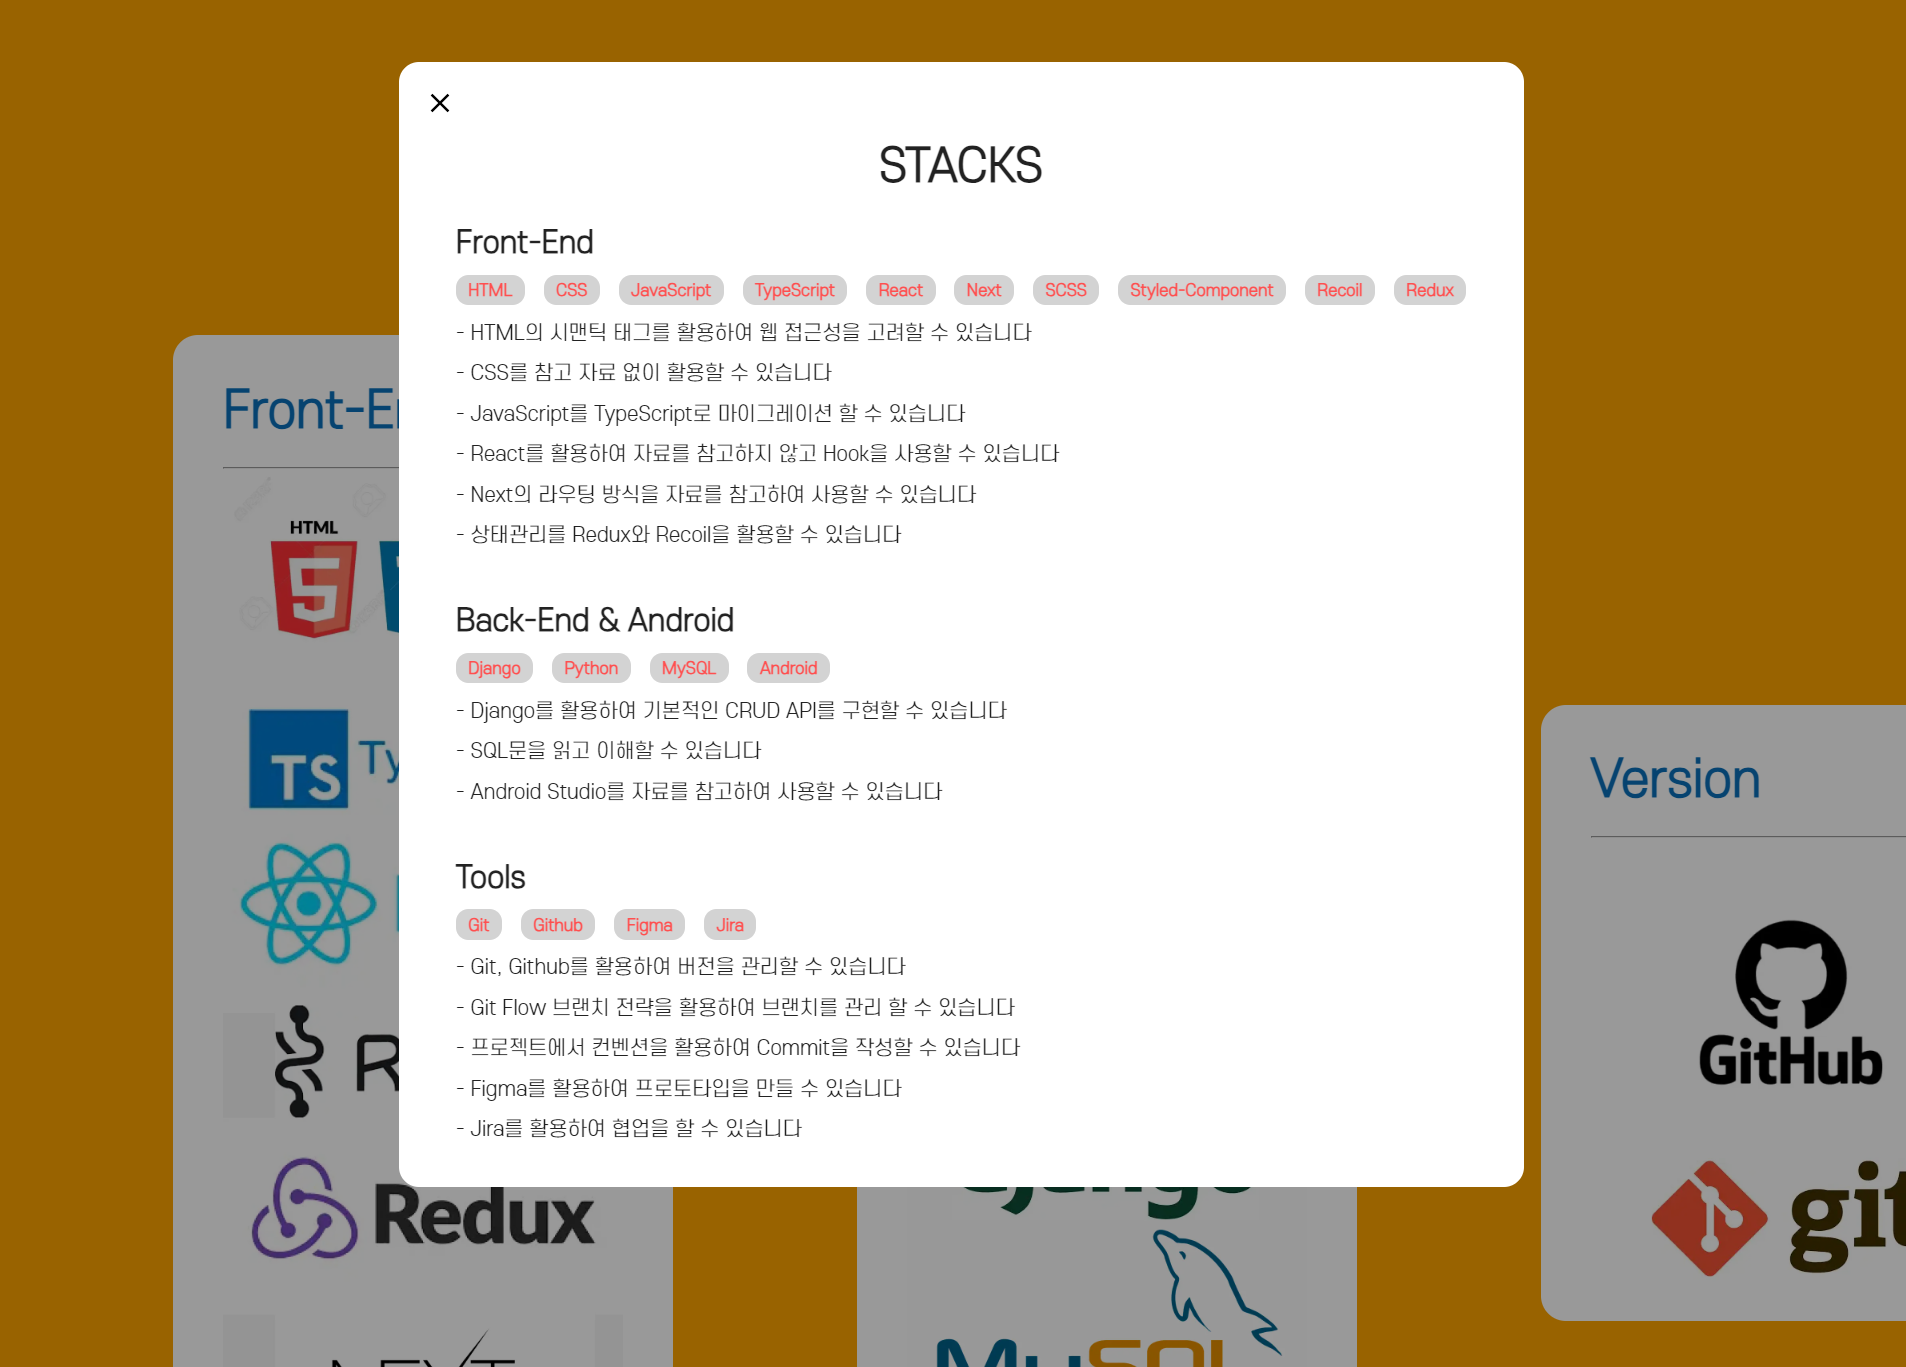 STACKS
Front-End
HTML CSS JavaScript TypeScript React Next SCSS Styled-Component Recoil Redux
- HTML의 시맨틱 태그를 활용하여 웹 접근성을 고려할 수 있습니다
- CSS를 참고 자료 없이 활용할 수 있습니다
- JavaScript를 TypeScript로 마이그레이션 할 수 있습니다
- React를 활용하여 자료를 참고하지 않고 Hook을 사용할 수 있습니다
- Next의 라우팅 방식을 자료를 참고하여 사용할 수 있습니다
- 상태관리를 Redux와 Recoil을 활용할 수 있습니다
Back-End & Android
Django Python MySQL Android
- Django를 활용하여 기본적인 CRUD API를 구현할 수 있습니다
- SQL문을 읽고 이해할 수 있습니다
- Android Studio를 자료를 참고하여 사용할 수 있습니다
Tools
Git Github Figma Jira
- Git, Github를 활용하여 버전을 관리할 수 있습니다
- Git Flow 브랜치 전략을 활용하여 브랜치를 관리 할 수 있습니다
- 프로젝트에서 컨벤션을 활용하여 Commit을 작성할 수 있습니다
- Figma를 활용하여 프로토타입을 만들 수 있습니다
- Jira를 활용하여 협업을 할 수 있습니다
Front-E
HTML
5
TS Ty
R
Redux
NEXT
django
MySQL
Version
GitHub
git